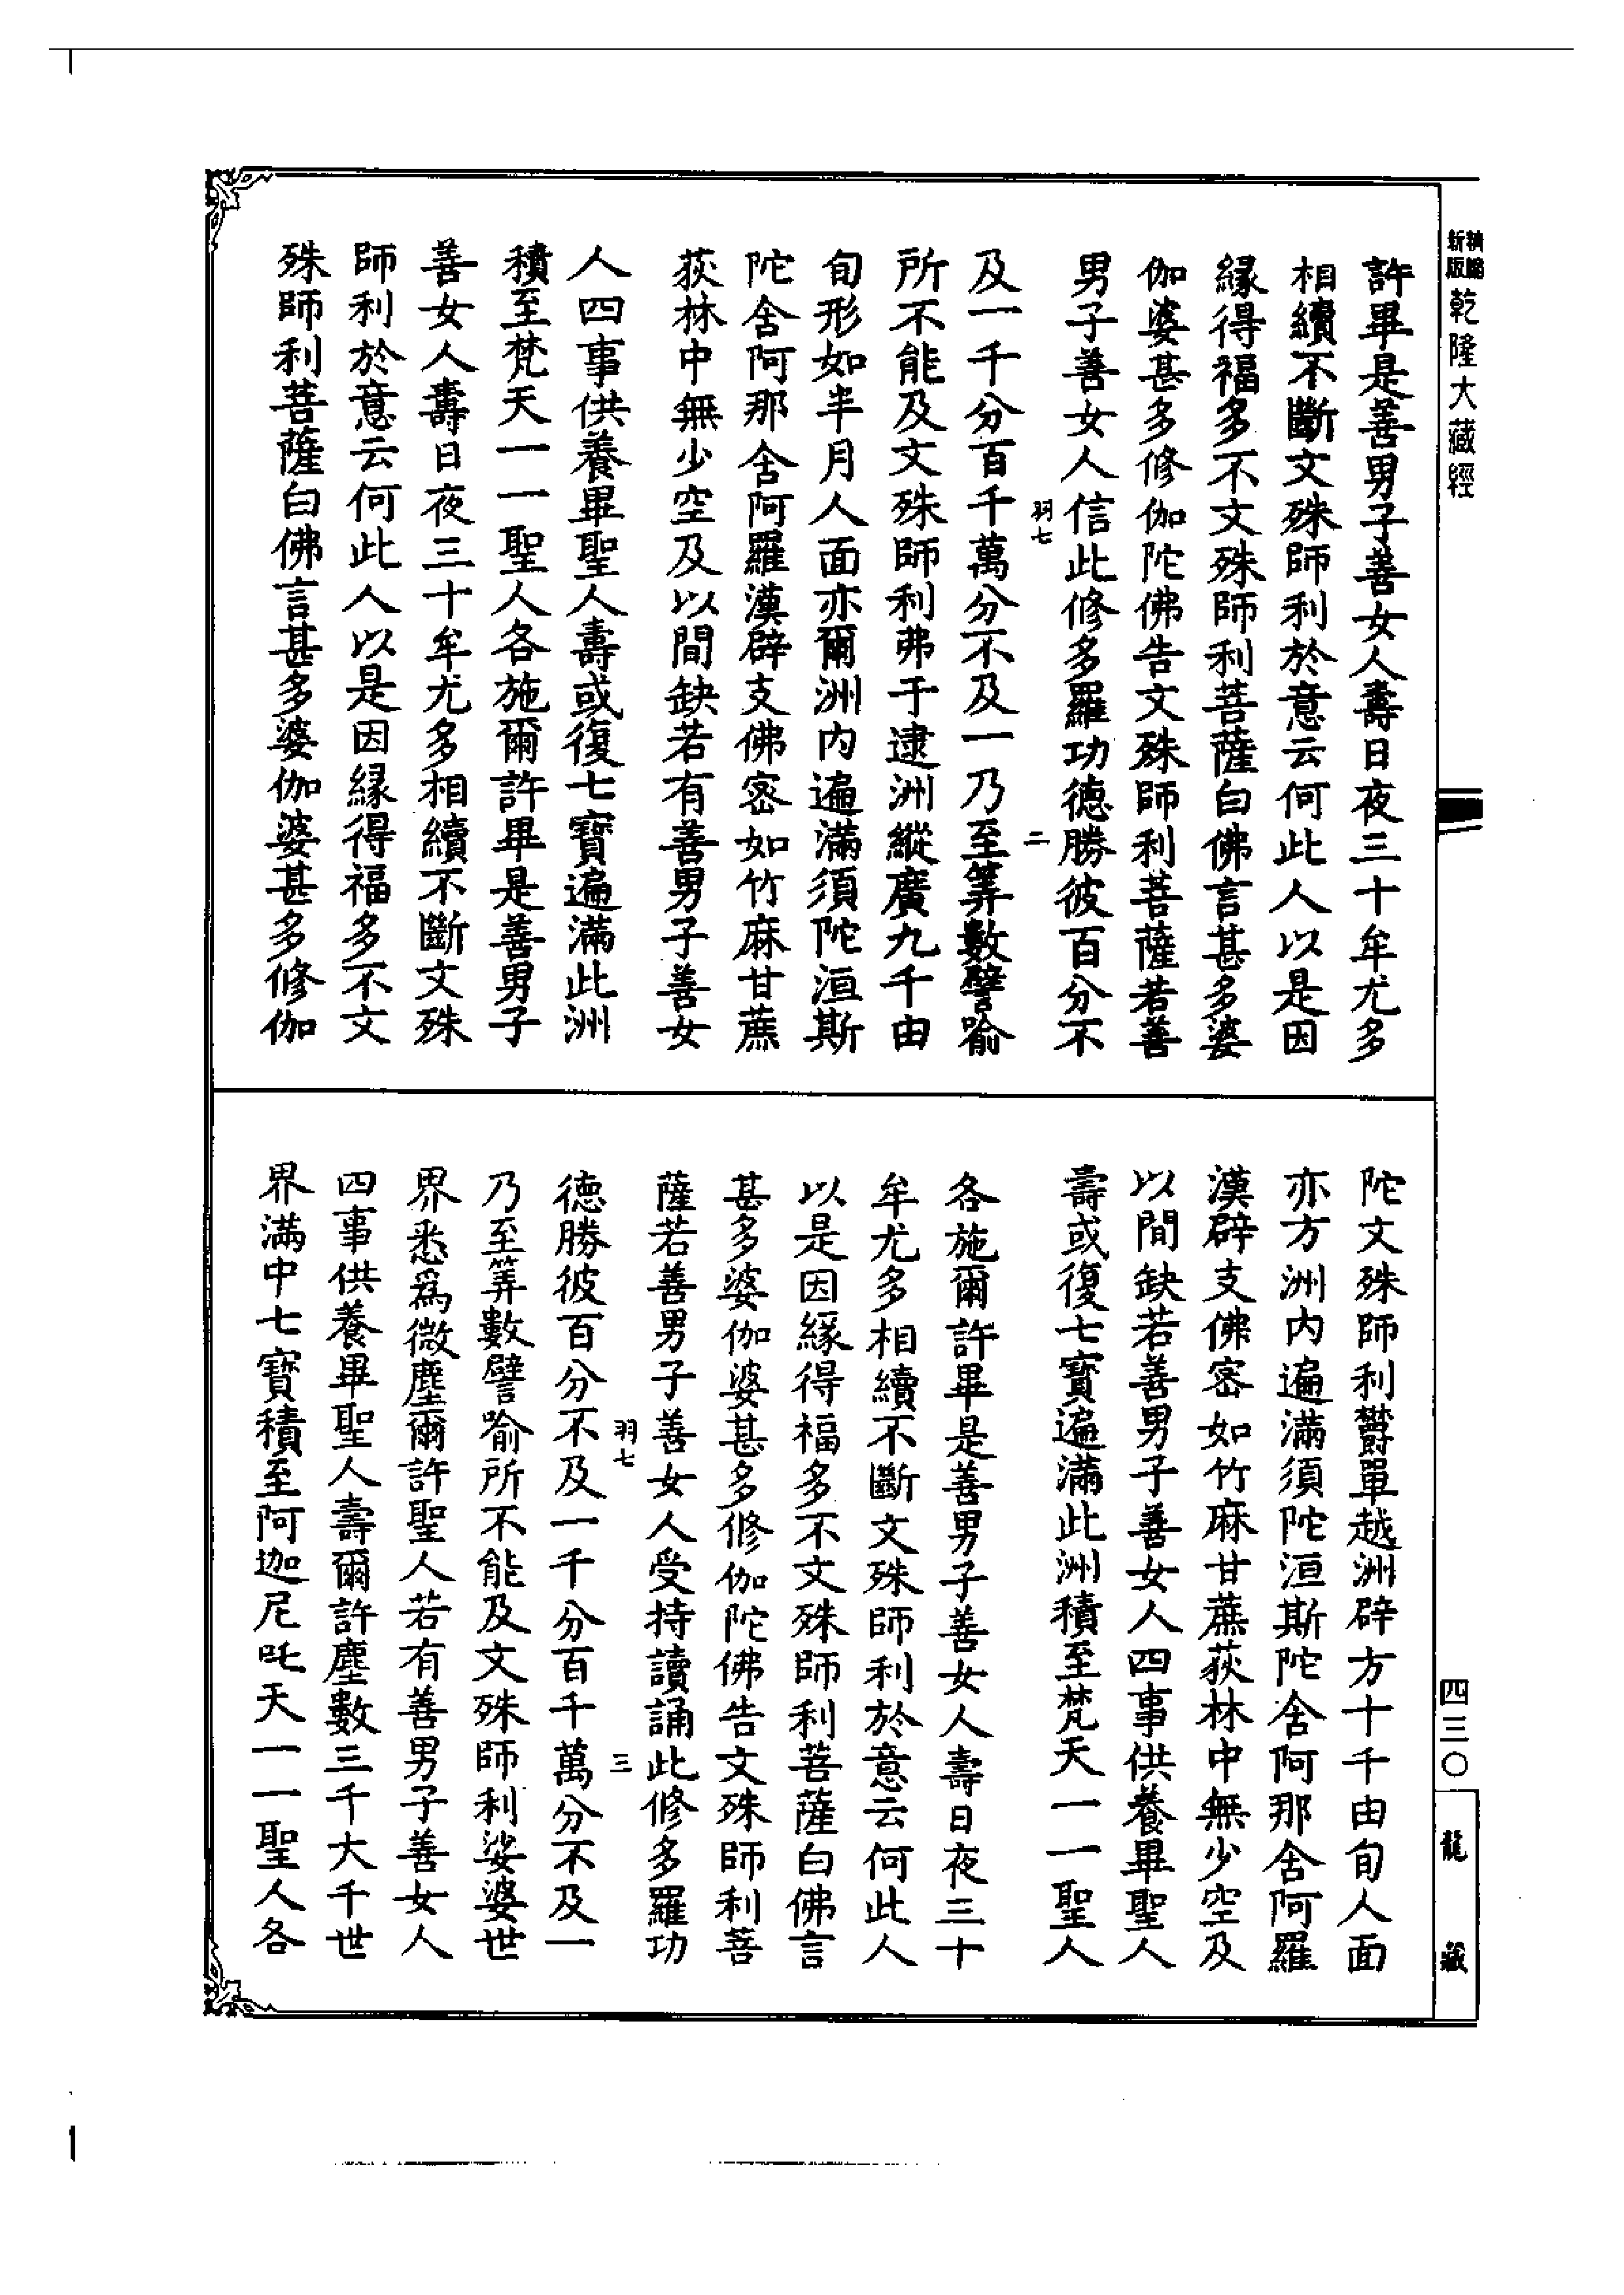 新版精縮乾隆大藏經
許畢是善男子善女人壽日夜三十牟尤多
相續不斷文殊師利於意云何此人以是因
緣得福多不文殊師利菩薩白佛言甚多婆
伽婆甚多修伽陀佛告文殊師利菩薩若善
男子善女人信此修多羅功德勝彼百分不
羽七 二
及一千分百千萬分不及一乃至筭數譬喻
所不能及文殊師利弗于逮洲縱廣九千由
旬形如半月人面亦爾洲內遍滿須陀洹斯
陀舍阿那舍阿羅漢辟支佛密如竹麻甘蔗
荻林中無少空及以間缺若有善男子善女
人四事供養畢聖人壽或復七寶遍滿此洲
積至梵天一一聖人各施爾許畢是善男子
善女人壽日夜三十牟尤多相續不斷文殊
師利於意云何此人以是因緣得福多不文
殊師利菩薩白佛言甚多婆伽婆甚多修伽
陀文殊師利欝單越洲辟方十千由旬人面
亦方洲內遍滿須陀洹斯陀舍阿那舍阿羅
漢辟支佛密如竹麻甘蔗荻林中無少空及
以間缺若善男子善女人四事供養畢聖人
壽或復七寶遍滿此洲積至梵天一一聖人
各施爾許畢是善男子善女人壽日夜三十
牟尤多相續不斷文殊師利於意云何此人
以是因緣得福多不文殊師利菩薩白佛言
甚多婆伽婆甚多修伽陀佛告文殊師利菩
薩若善男子善女人受持讀誦此修多羅功
羽七 三
德勝彼百分不及一千分百千萬分不及一
乃至筭數譬喻所不能及文殊師利娑婆世
界悉爲微塵爾許聖人若有善男子善女人
四事供養畢聖人壽爾許塵數三千大千世
界滿中七寶積至阿迦尼吒天一一聖人各
四三〇
龍藏